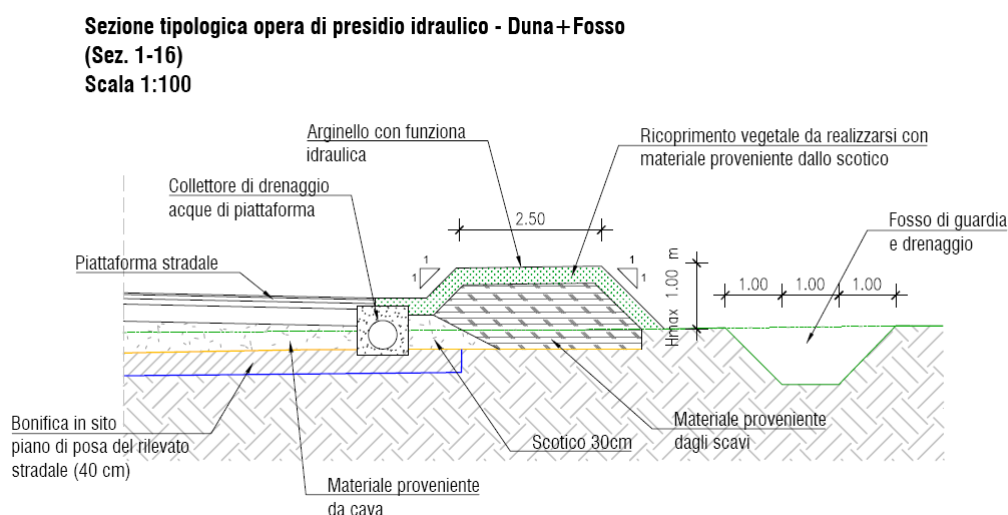 Sezione tipologica opera di presidio idraulico - Duna+Fosso
(Sez. 1-16)
Scala 1:100
Arginello con funziona
idraulica
Ricoprimento vegetale da realizzarsi con
materiale proveniente dallo scotico
Collettore di drenaggio
acque di piattaforma
2.50
Fosso di guardia
e drenaggio
Piattaforma stradale
1
1
1
1
Hmax 1.00 m
1.00
1.00
1.00
Bonifica in sito
piano di posa del rilevato
stradale (40 cm)
Materiale proveniente
da cava
Scotico 30cm
Materiale proveniente
dagli scavi